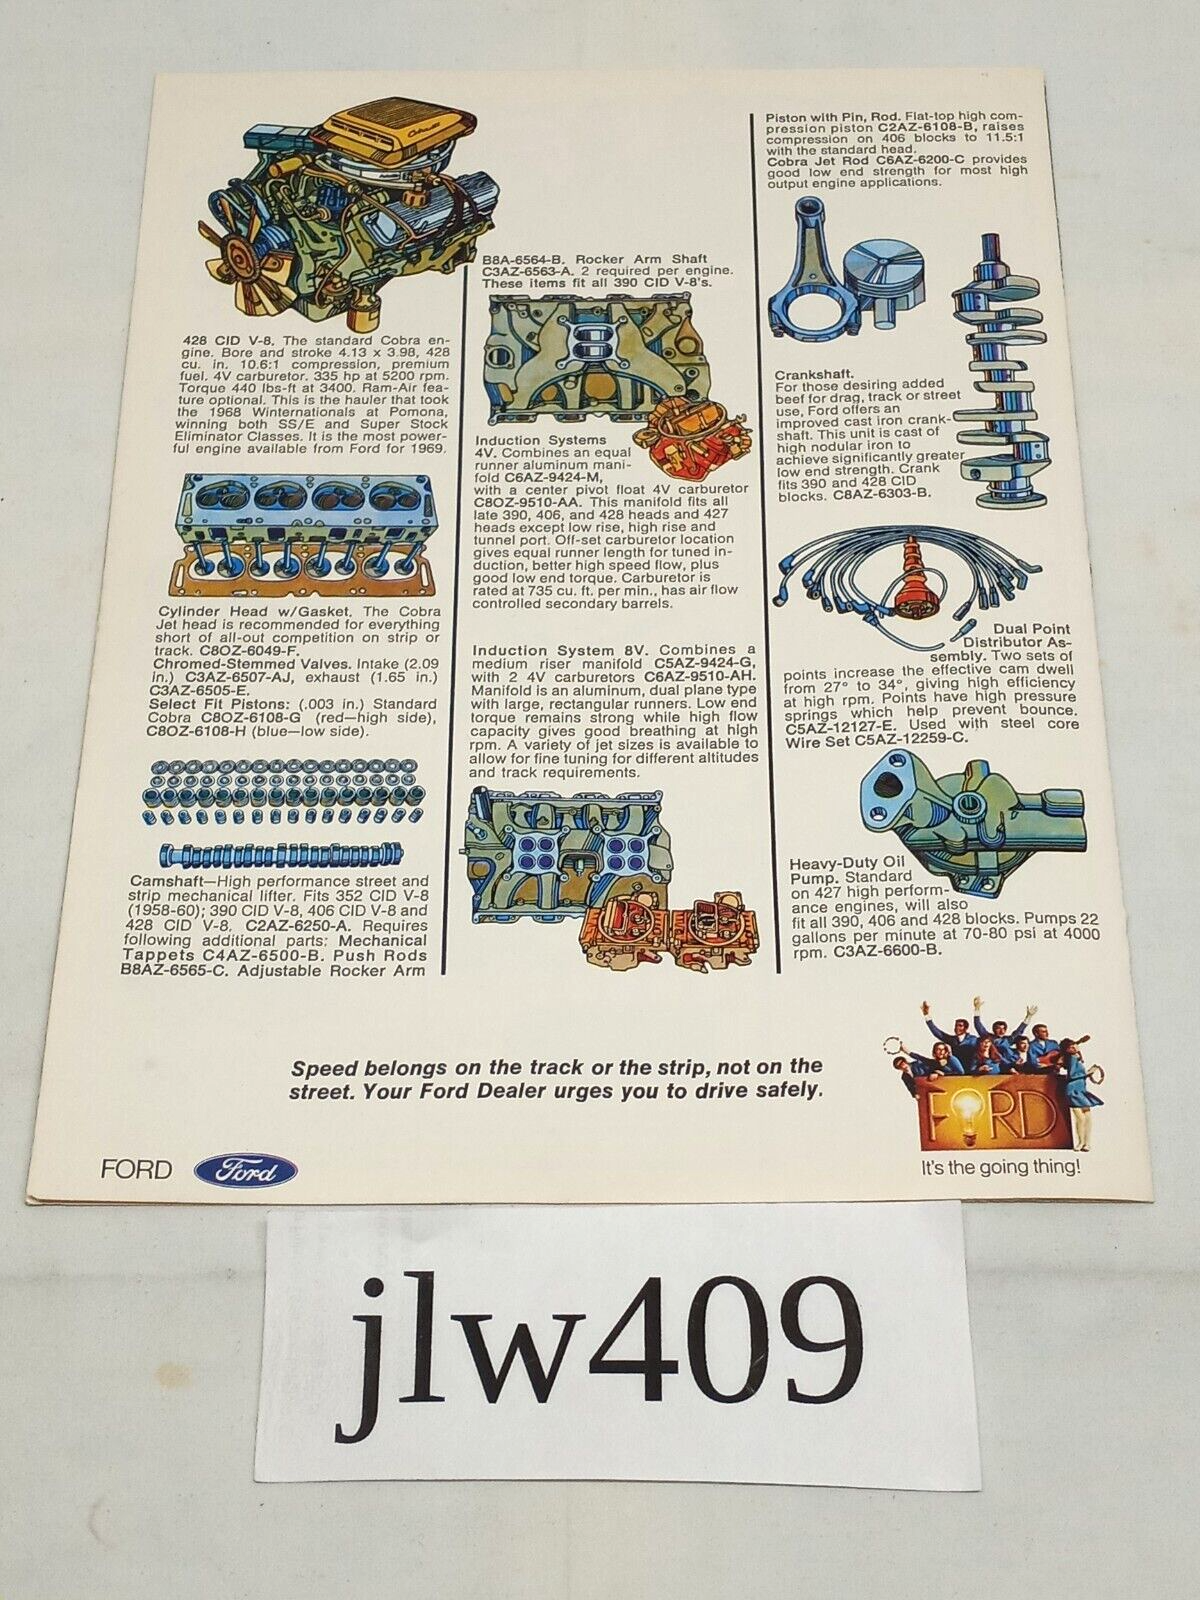 428 CID V-8. The standard Cobra en-
gine. Bore and stroke 4.13 x 3.98, 428
cu. in. 10.6:1 compression, premium
fuel. 4V carburetor. 335 hp at 5200 rpm.
Torque 440 lbs-ft at 3400. Ram-Air fea-
ture optional. This is the hauler that took
the 1968 Winternationals at Pomona,
winning both SS/E and Super Stock
Eliminator Classes. It is the most power-
ful engine available from Ford for 1969.
Cylinder Head w/Gasket. The Cobra
Jet head is recommended for everything
short of all-out competition on strip or
track. C8OZ-6049-F.
Chromed-Stemmed Valves. Intake (2.09
in.) C3AZ-6507-AJ, exhaust (1.65 in.)
C3AZ-6505-E.
Select Fit Pistons: (.003 in.) Standard
Cobra C8OZ-6108-G (red—high side),
C8OZ-6108-H (blue—low side).
Camshaft—High performance street and
strip mechanical lifter. Fits 352 CID V-8
(1958-60); 390 CID V-8, 406 CID V-8 and
428 CID V-8. C2AZ-6250-A. Requires
following additional parts: Mechanical
Tappets C4AZ-6500-B. Push Rods
B8AZ-6565-C. Adjustable Rocker Arm
B8A-6564-B. Rocker Arm Shaft
C3AZ-6563-A. 2 required per engine.
These items fit all 390 CID V-8's.
Induction Systems
4V. Combines an equal
runner aluminum mani-
fold C6AZ-9424-M,
with a center pivot float 4V carburetor
C8OZ-9510-AA. This manifold fits all
late 390, 406, and 428 heads and 427
heads except low rise, high rise and
tunnel port. Off-set carburetor location
gives equal runner length for tuned in-
duction, better high speed flow, plus
good low end torque. Carburetor is
rated at 735 cu. ft. per min., has air flow
controlled secondary barrels.
Induction System 8V. Combines a
medium riser manifold C5AZ-9424-G,
with 2 4V carburetors C6AZ-9510-AH.
Manifold is an aluminum, dual plane type
with large, rectangular runners. Low end
torque remains strong while high flow
capacity gives good breathing at high
rpm. A variety of jet sizes is available to
allow for fine tuning for different altitudes
and track requirements.
Piston with Pin, Rod. Flat-top high com-
pression piston C2AZ-6108-B, raises
compression on 406 blocks to 11.5:1
with the standard head.
Cobra Jet Rod C6AZ-6200-C provides
good low end strength for most high
output engine applications.
Crankshaft.
For those desiring added
beef for drag, track or street
use, Ford offers an
improved cast iron crank-
shaft. This unit is cast of
high nodular iron to
achieve significantly greater
low end strength. Crank
fits 390 and 428 CID
blocks. C8AZ-6303-B.
Dual Point
Distributor As-
sembly. Two sets of
points increase the effective cam dwell
from 27° to 34°, giving high efficiency
at high rpm. Points have high pressure
springs which help prevent bounce.
C5AZ-12127-E. Used with steel core
Wire Set C5AZ-12259-C.
Heavy-Duty Oil
Pump. Standard
on 427 high perform-
ance engines, will also
fit all 390, 406 and 428 blocks. Pumps 22
gallons per minute at 70-80 psi at 4000
rpm. C3AZ-6600-B.
Speed belongs on the track or the strip, not on the
street. Your Ford Dealer urges you to drive safely.
FORD
It's the going thing!
FORD Ford
jlw409